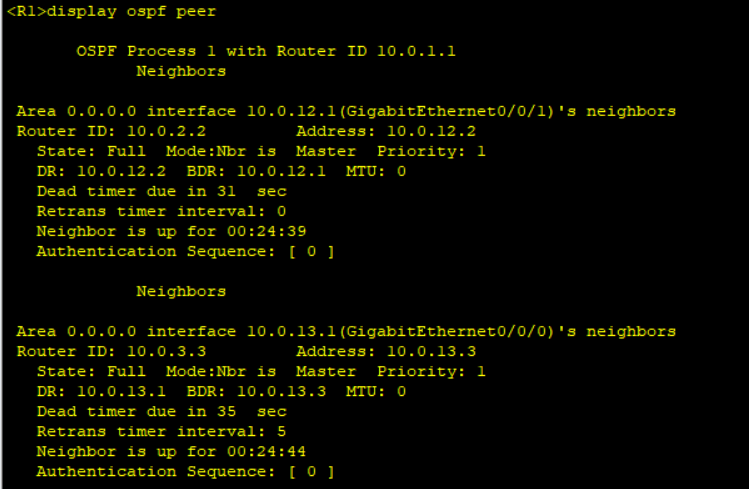 <R1>display ospf peer
OSPF Process 1 with Router ID 10.0.1.1
Neighbors
Area 0.0.0.0 interface 10.0.12.1(GigabitEthernet0/0/1)'s neighbors
Router ID: 10.0.2.2 Address: 10.0.12.2
State: Full Mode:Nbr is Master Priority: 1
DR: 10.0.12.2 BDR: 10.0.12.1 MTU: 0
Dead timer due in 31 sec
Retrans timer interval: 0
Neighbor is up for 00:24:39
Authentication Sequence: [ 0 ]
Neighbors
Area 0.0.0.0 interface 10.0.13.1(GigabitEthernet0/0/0)'s neighbors
Router ID: 10.0.3.3 Address: 10.0.13.3
State: Full Mode:Nbr is Master Priority: 1
DR: 10.0.13.1 BDR: 10.0.13.3 MTU: 0
Dead timer due in 35 sec
Retrans timer interval: 5
Neighbor is up for 00:24:44
Authentication Sequence: [ 0 ]